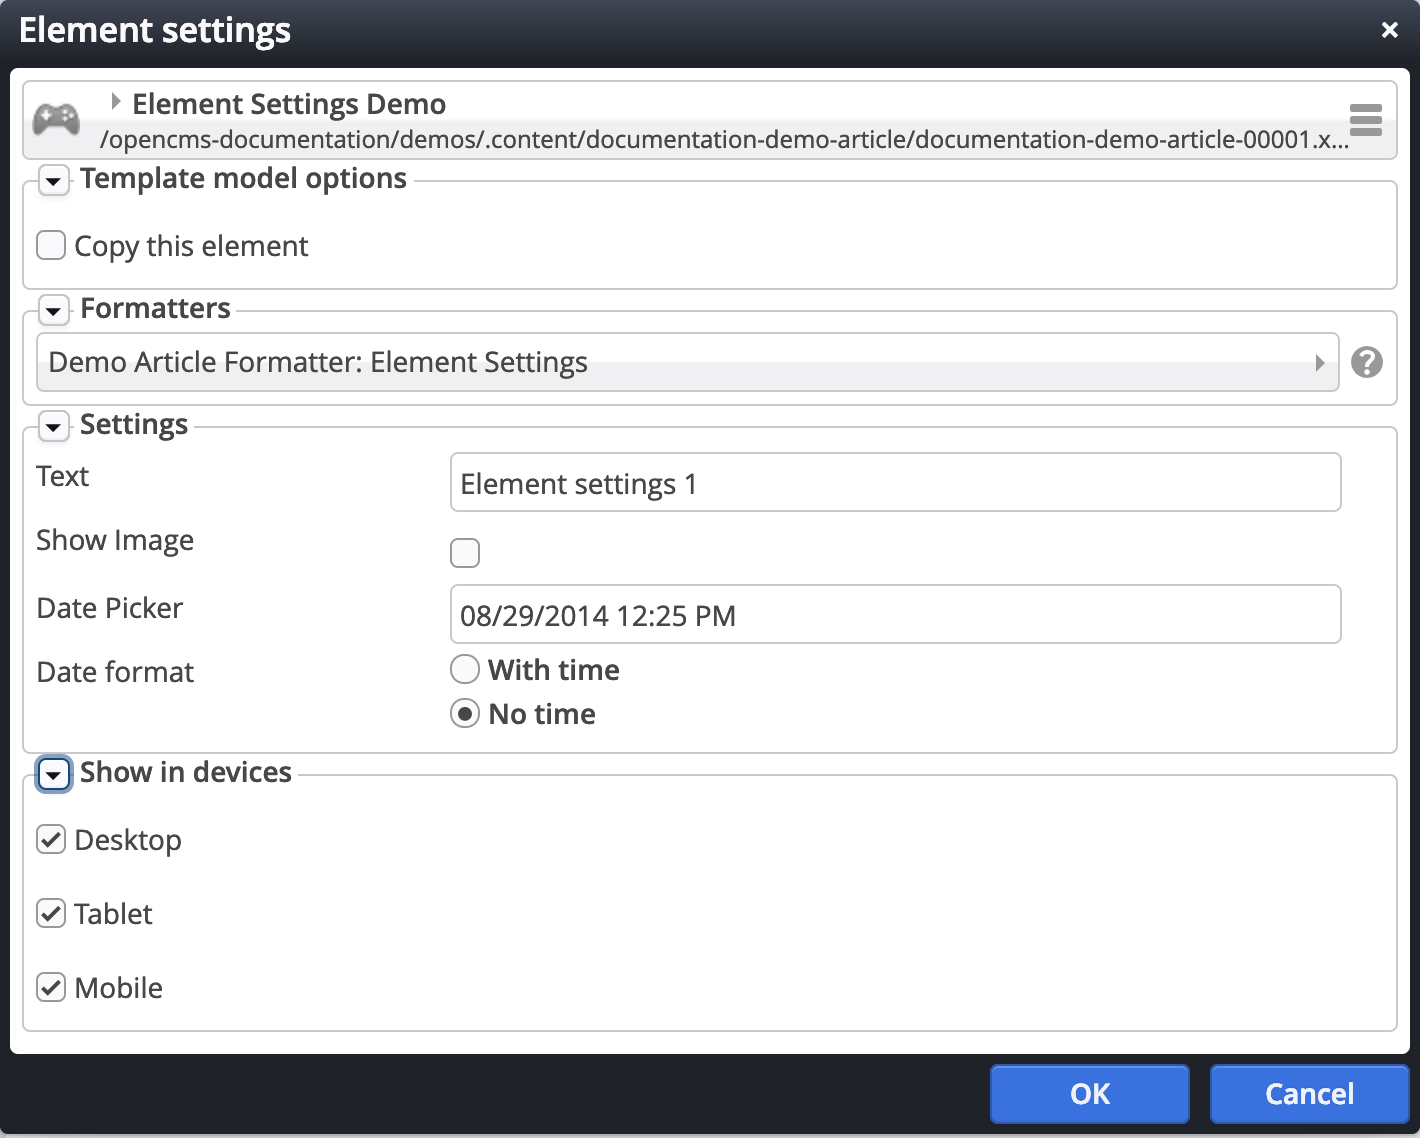 Element settings
Element Settings Demo
/opencms-documentation/demos/.content/documentation-demo-article/documentation-demo-article-00001.x...
Template model options
Copy this element
Formatters
Demo Article Formatter: Element Settings
?
Settings
Text
Element settings 1
Show Image
Date Picker
08/29/2014 12:25 PM
Date format
With time
No time
Show in devices
Desktop
Tablet
Mobile
OK
Cancel